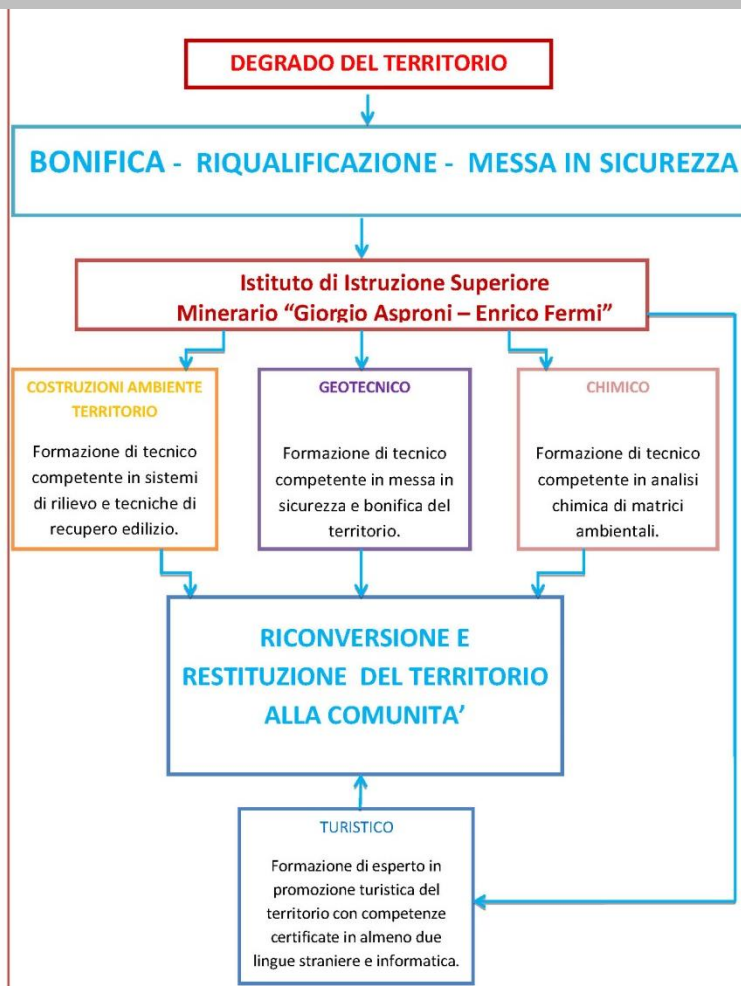 DEGRADO DEL TERRITORIO
BONIFICA - RIQUALIFICAZIONE - MESSA IN SICUREZZA
Istituto di Istruzione Superiore
Minerario “Giorgio Asproni – Enrico Fermi”
COSTRUZIONI AMBIENTE
TERRITORIO
Formazione di tecnico
competente in sistemi
di rilievo e tecniche di
recupero edilizio.
GEOTECNICO
Formazione di tecnico
competente in messa in
sicurezza e bonifica del
territorio.
CHIMICO
Formazione di tecnico
competente in analisi
chimica di matrici
ambientali.
RICONVERSIONE E
RESTITUZIONE DEL TERRITORIO
ALLA COMUNITA’
TURISTICO
Formazione di esperto in
promozione turistica del
territorio con competenze
certificate in almeno due
lingue straniere e informatica.